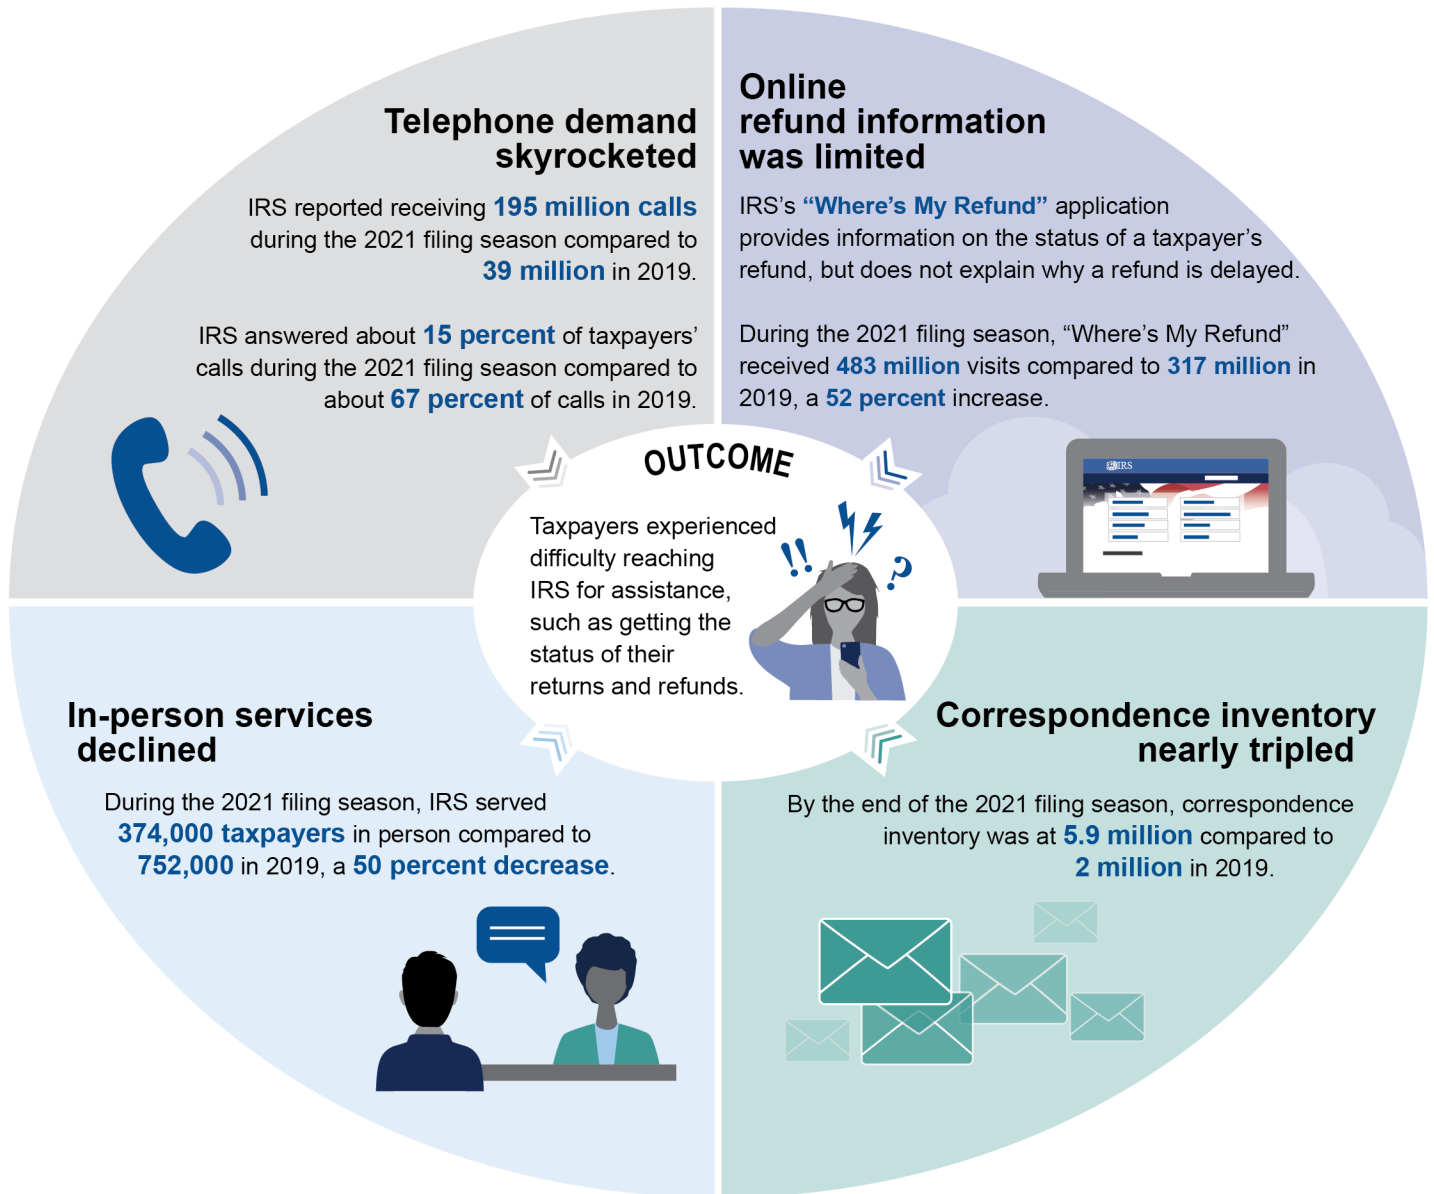 Telephone demand
skyrocketed
IRS reported receiving 195 million calls
during the 2021 filing season compared to
39 million in 2019.
IRS answered about 15 percent of taxpayers’
calls during the 2021 filing season compared to
about 67 percent of calls in 2019.
Online
refund information
was limited
IRS’s “Where’s My Refund” application
provides information on the status of a taxpayer’s
refund, but does not explain why a refund is delayed.
During the 2021 filing season, “Where’s My Refund”
received 483 million visits compared to 317 million in
2019, a 52 percent increase.
IRS
OUTCOME
Taxpayers experienced
difficulty reaching
IRS for assistance,
such as getting the
status of their
returns and refunds.
!!
?
In-person services
declined
During the 2021 filing season, IRS served
374,000 taxpayers in person compared to
752,000 in 2019, a 50 percent decrease.
Correspondence inventory
nearly tripled
By the end of the 2021 filing season, correspondence
inventory was at 5.9 million compared to
2 million in 2019.